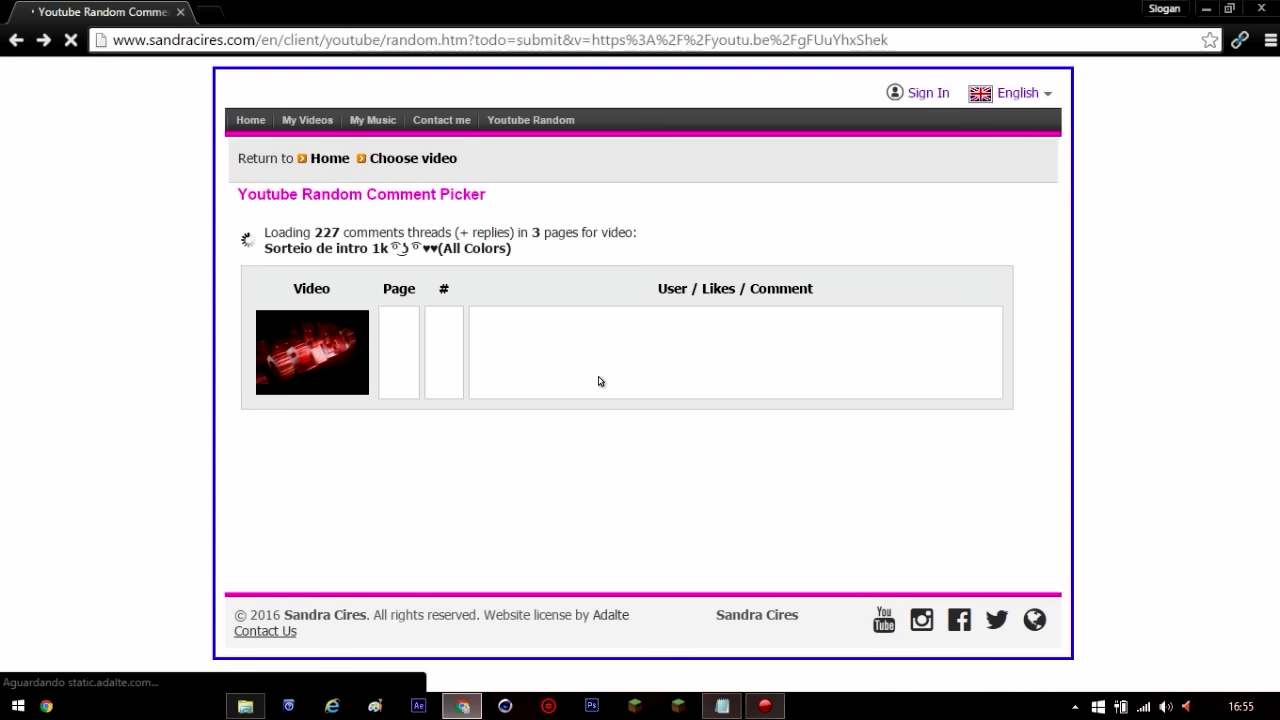 Youtube Random Comme
Slogan
www.sandracires.com/en/client/youtube/random.htm?todo=submit&v=https%3A%2F%2Fyoutu.be%2FgFUuYhxShek
Sign In
English
Home
My Videos
My Music
Contact me
Youtube Random
Return to Home Choose video
Youtube Random Comment Picker
Loading 227 comments threads (+ replies) in 3 pages for video:
Sorteio de intro 1k ͡° ͜ʖ ͡° ♥♥(All Colors)
Video
Page
#
User / Likes / Comment
© 2016 Sandra Cires. All rights reserved. Website license by Adalte
Sandra Cires
You Tube
Contact Us
Aguardando static.adalte.com...
Ae
Ps
16:55